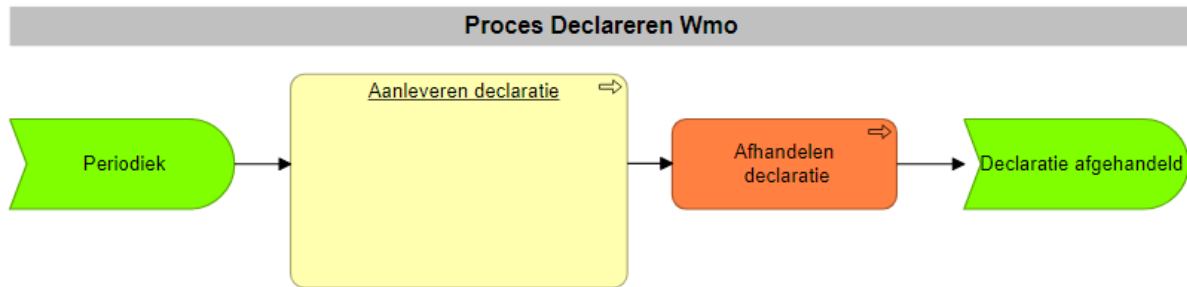 Proces Declareren Wmo
Periodiek
Aanleveren declaratie
Afhandelen
declaratie
Declaratie afgehandeld